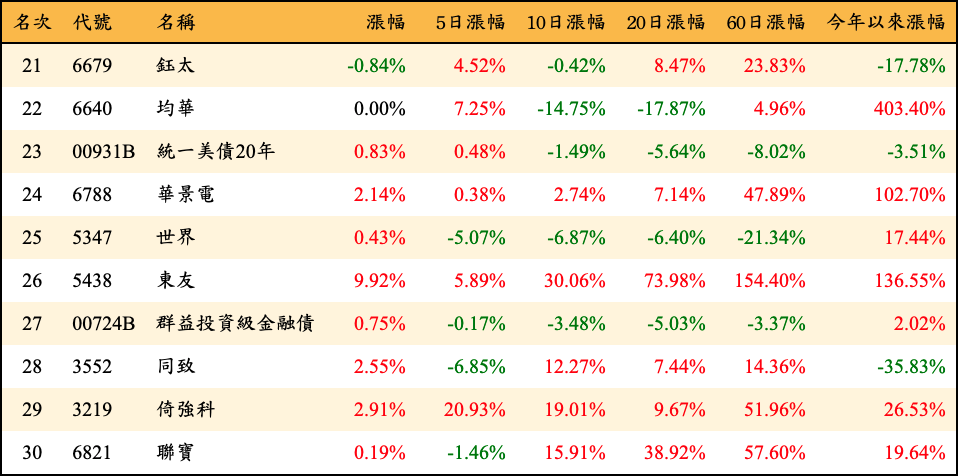 名次 代號 名稱 漲幅 5日漲幅 10日漲幅 20日漲幅 60日漲幅 今年以來漲幅
21 6679 鈺太 -0.84% 4.52% -0.42% 8.47% 23.83% -17.78%
22 6640 均華 0.00% 7.25% -14.75% -17.87% 4.96% 403.40%
23 00931B 統一美債20年 0.83% 0.48% -1.49% -5.64% -8.02% -3.51%
24 6788 華景電 2.14% 0.38% 2.74% 7.14% 47.89% 102.70%
25 5347 世界 0.43% -5.07% -6.87% -6.40% -21.34% 17.44%
26 5438 東友 9.92% 5.89% 30.06% 73.98% 154.40% 136.55%
27 00724B 群益投資級金融債 0.75% -0.17% -3.48% -5.03% -3.37% 2.02%
28 3552 同致 2.55% -6.85% 12.27% 7.44% 14.36% -35.83%
29 3219 倚強科 2.91% 20.93% 19.01% 9.67% 51.96% 26.53%
30 6821 聯寶 0.19% -1.46% 15.91% 38.92% 57.60% 19.64%